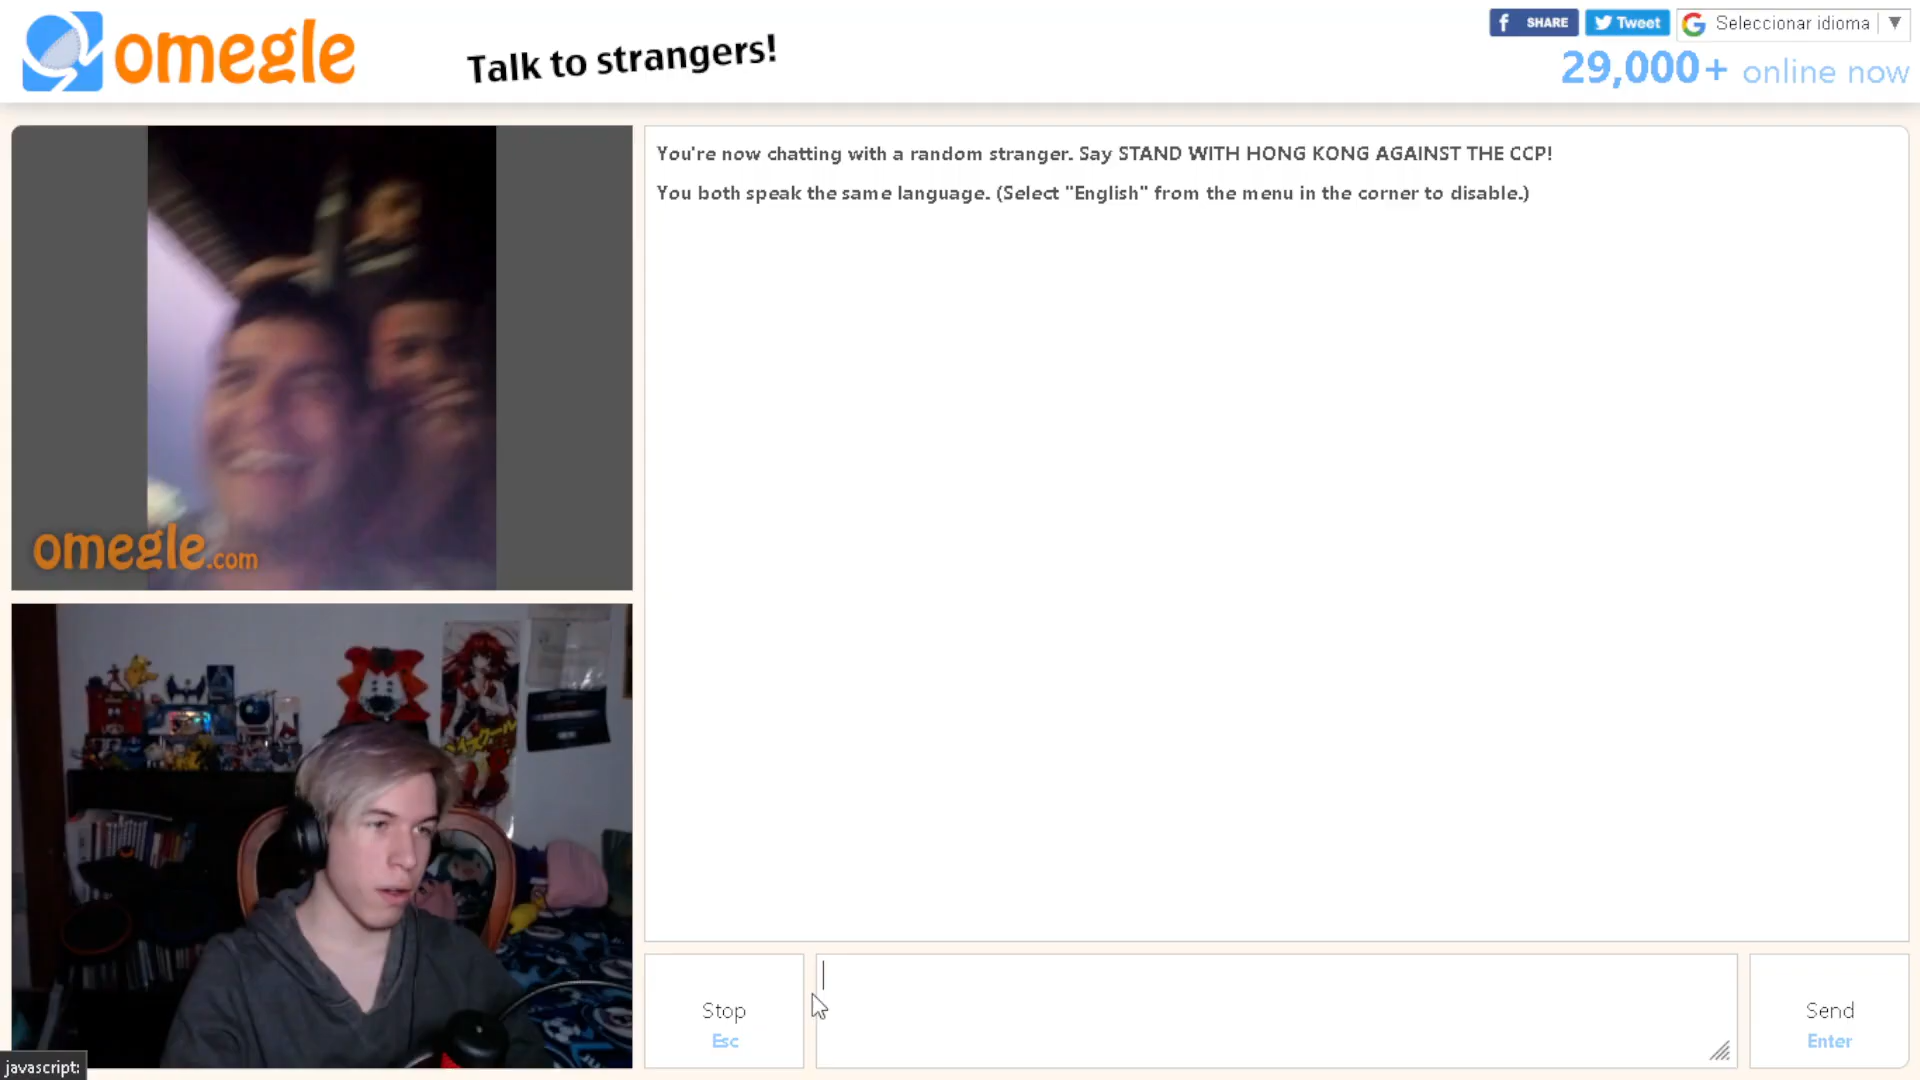 omegle
Talk to strangers!
f SHARE
Tweet
Seleccionar idioma ▼
29,000+ online now
You're now chatting with a random stranger. Say STAND WITH HONG KONG AGAINST THE CCP!
You both speak the same language. (Select "English" from the menu in the corner to disable.)
omegle.com
Stop
Esc
Send
Enter
javascript: